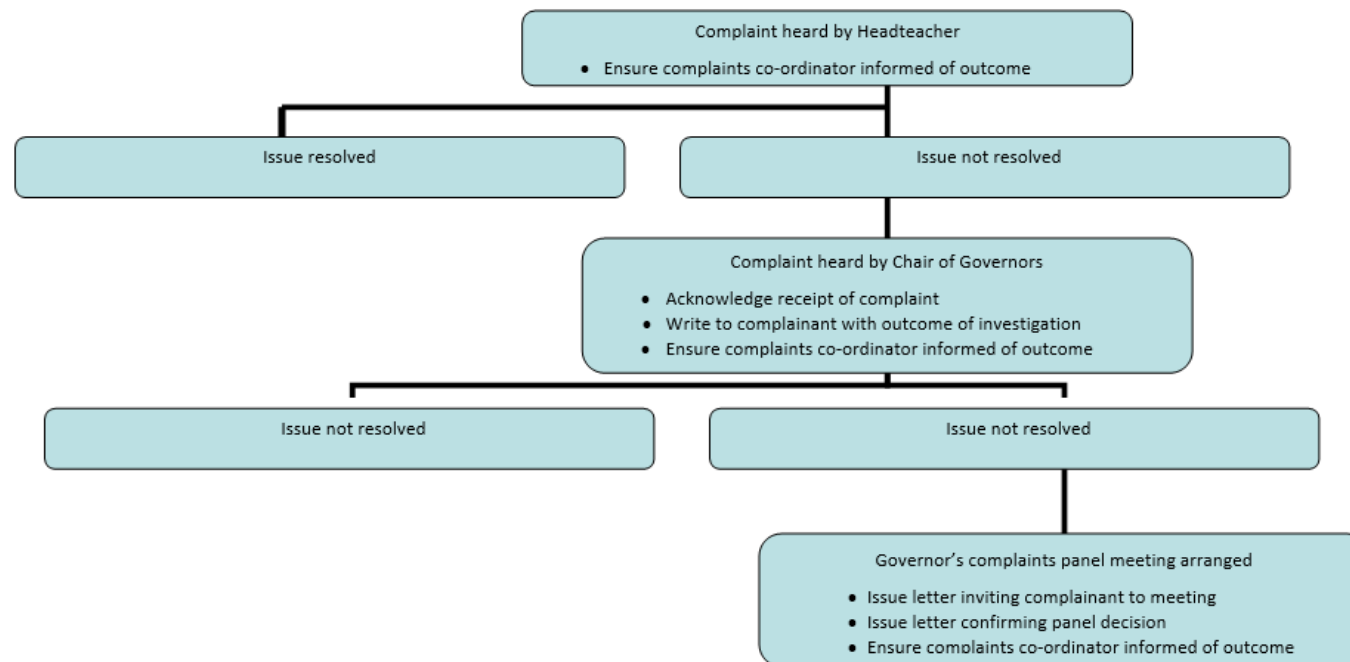 Complaint heard by Headteacher
• Ensure complaints co-ordinator informed of outcome
Issue resolved
Issue not resolved
Complaint heard by Chair of Governors
• Acknowledge receipt of complaint
• Write to complainant with outcome of investigation
• Ensure complaints co-ordinator informed of outcome
Issue not resolved
Issue not resolved
Governor’s complaints panel meeting arranged
• Issue letter inviting complainant to meeting
• Issue letter confirming panel decision
• Ensure complaints co-ordinator informed of outcome